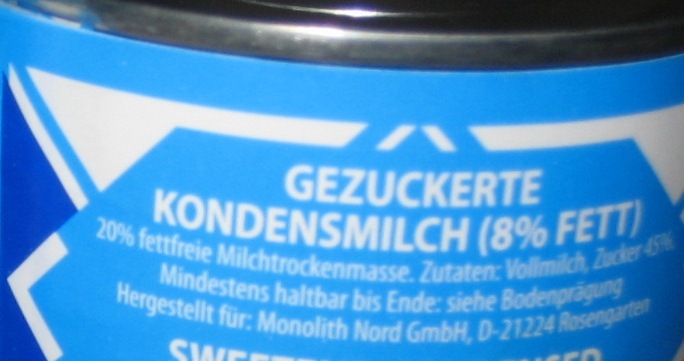 GEZUCKERTE
KONDENSMILCH (8% FETT)
20% fettfreie Milchtrockenmasse. Zutaten: Vollmilch, Zucker 45%.
Mindestens haltbar bis Ende: siehe Bodenprägung
Hergestellt für: Monolith Nord GmbH, D-21224 Rosengarten